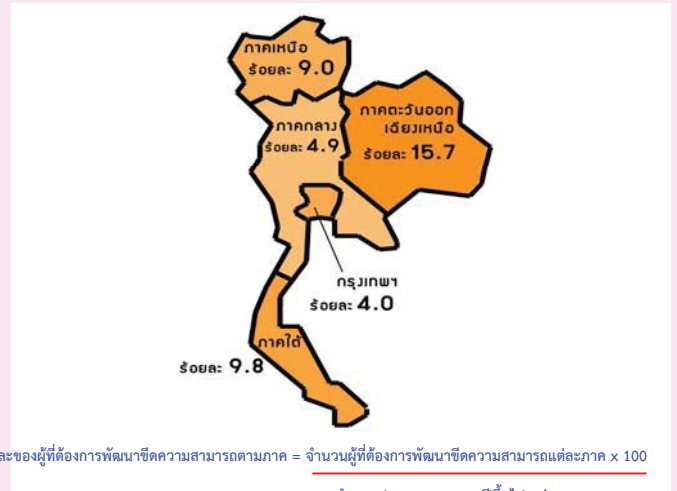 ภาคเหนือ
ร้อยละ 9.0
ภาคตะวันออก
เฉียงเหนือ
ร้อยละ 15.7
ภาคกลาง
ร้อยละ 4.9
กรุงเทพฯ
ร้อยละ 4.0
ภาคใต้
ร้อยละ 9.8
ละของผู้ที่ต้องการพัฒนาขีดความสามารถตามภาค = จำนวนผู้ที่ต้องการพัฒนาขีดความสามารถแต่ละภาค x 100